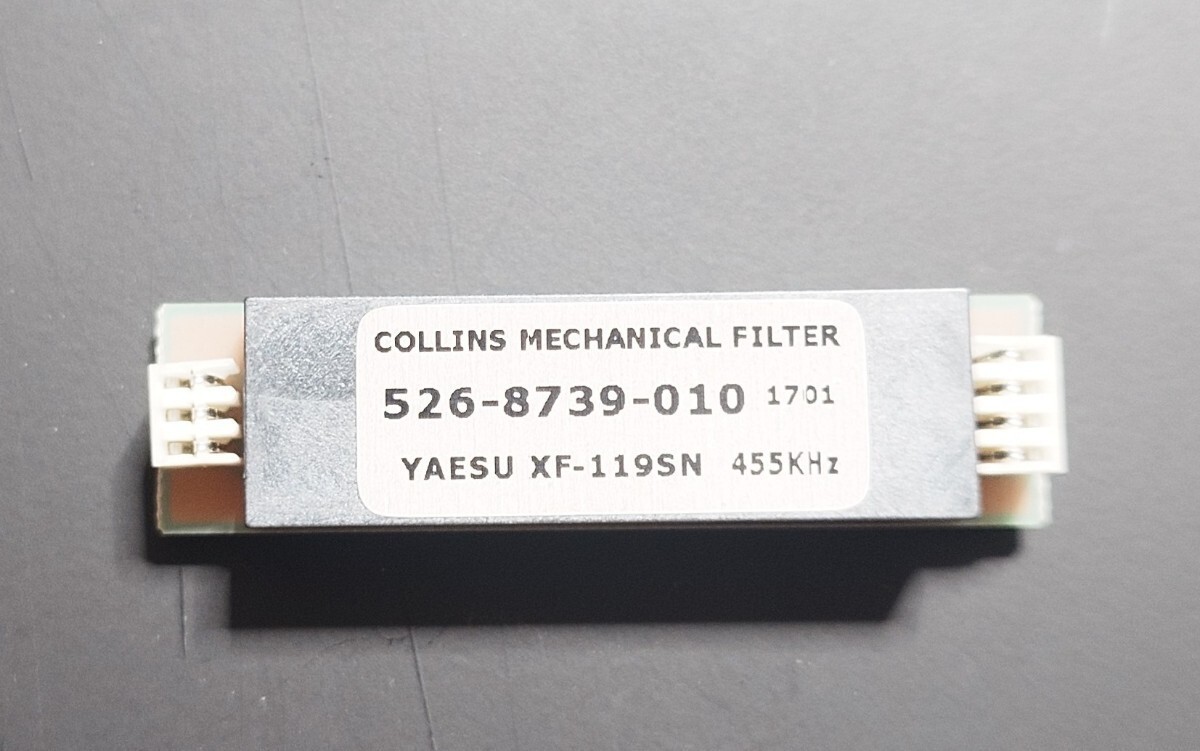 COLLINS MECHANICAL FILTER
526-8739-010 1701
YAESU XF-119SN 455KHz